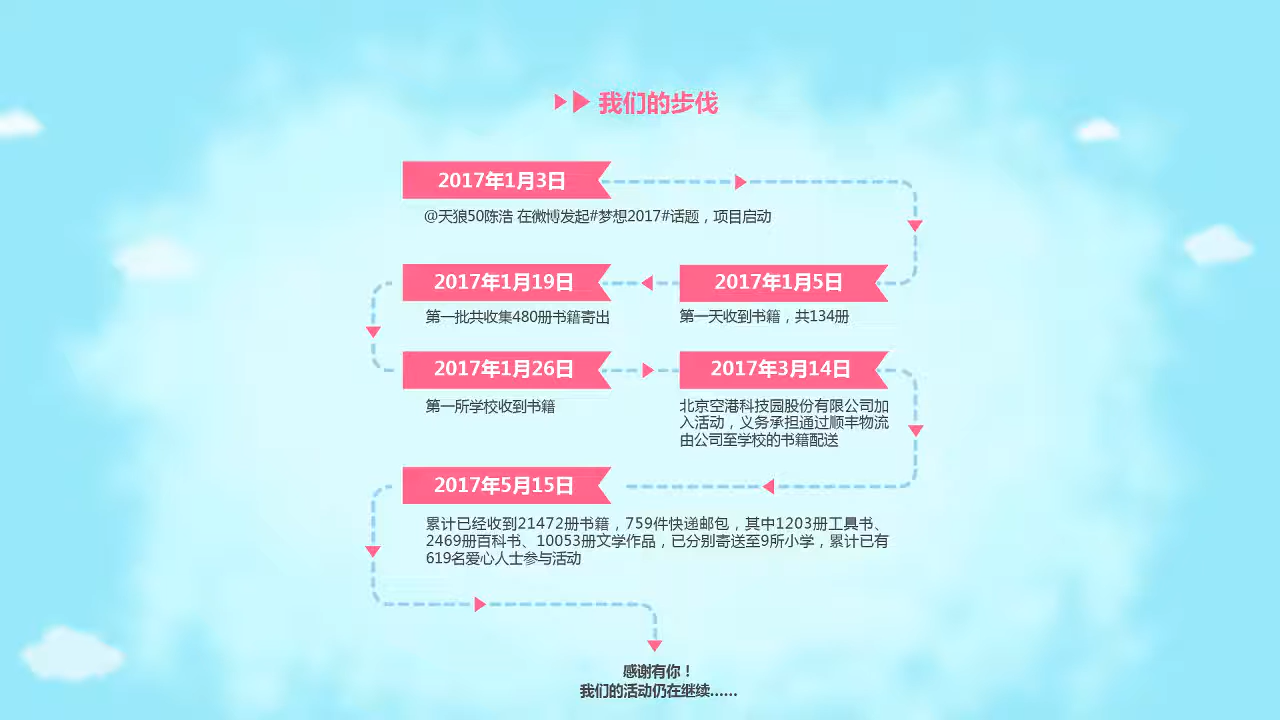 我们的步伐
2017年1月3日
@天狼50陈浩 在微博发起#梦想2017#话题，项目启动
2017年1月5日
第一天收到书籍，共134册
2017年1月19日
第一批共收集480册书籍寄出
2017年1月26日
第一所学校收到书籍
2017年3月14日
北京空港科技园股份有限公司加
入活动，义务承担通过顺丰物流
由公司至学校的书籍配送
2017年5月15日
累计已经收到21472册书籍，759件快递邮包，其中1203册工具书、
2469册百科书、10053册文学作品，已分别寄送至9所小学，累计已有
619名爱心人士参与活动
感谢有你！
我们的活动仍在继续......